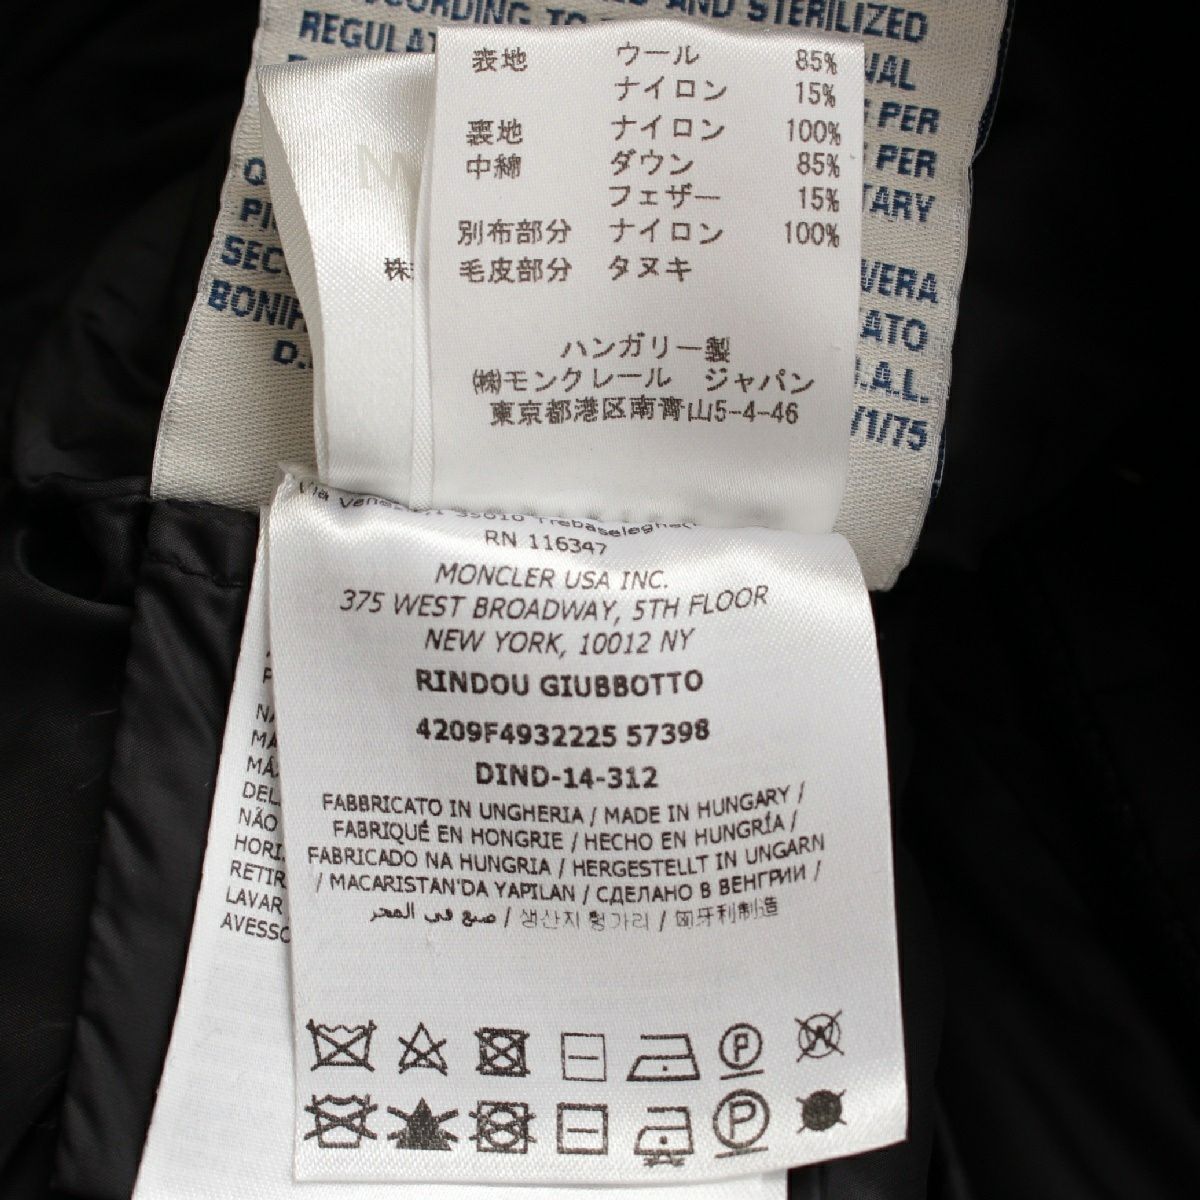 AND STERILIZED
REGULAT
NAL
PER
PER
TARY
SEC
VERA
BONIF
ATO
D.
.A.L.
/1/75
M
株
表地 ウール 85%
ナイロン 15%
裏地 ナイロン 100%
中綿 ダウン 85%
フェザー 15%
別布部分 ナイロン 100%
毛皮部分 タヌキ
ハンガリー製
㈱モンクレール ジャパン
東京都港区南青山5-4-46
RN 116347
MONCLER USA INC.
375 WEST BROADWAY, 5TH FLOOR
NEW YORK, 10012 NY
RINDOU GIUBBOTTO
4209F4932225 57398
DIND-14-312
FABBRICATO IN UNGHERIA / MADE IN HUNGARY /
FABRIQUÉ EN HONGRIE / HECHO EN HUNGRÍA /
FABRICADO NA HUNGRIA / HERGESTELLT IN UNGARN
/ MACARISTAN'DA YAPILAN / СДЕЛАНО В ВЕНГРИИ /
صنع في المجر / 생산지 헝가리 / 匈牙利制造
NÃO
HORI
RETIR
LAVAR
AVESSO
P
W
P